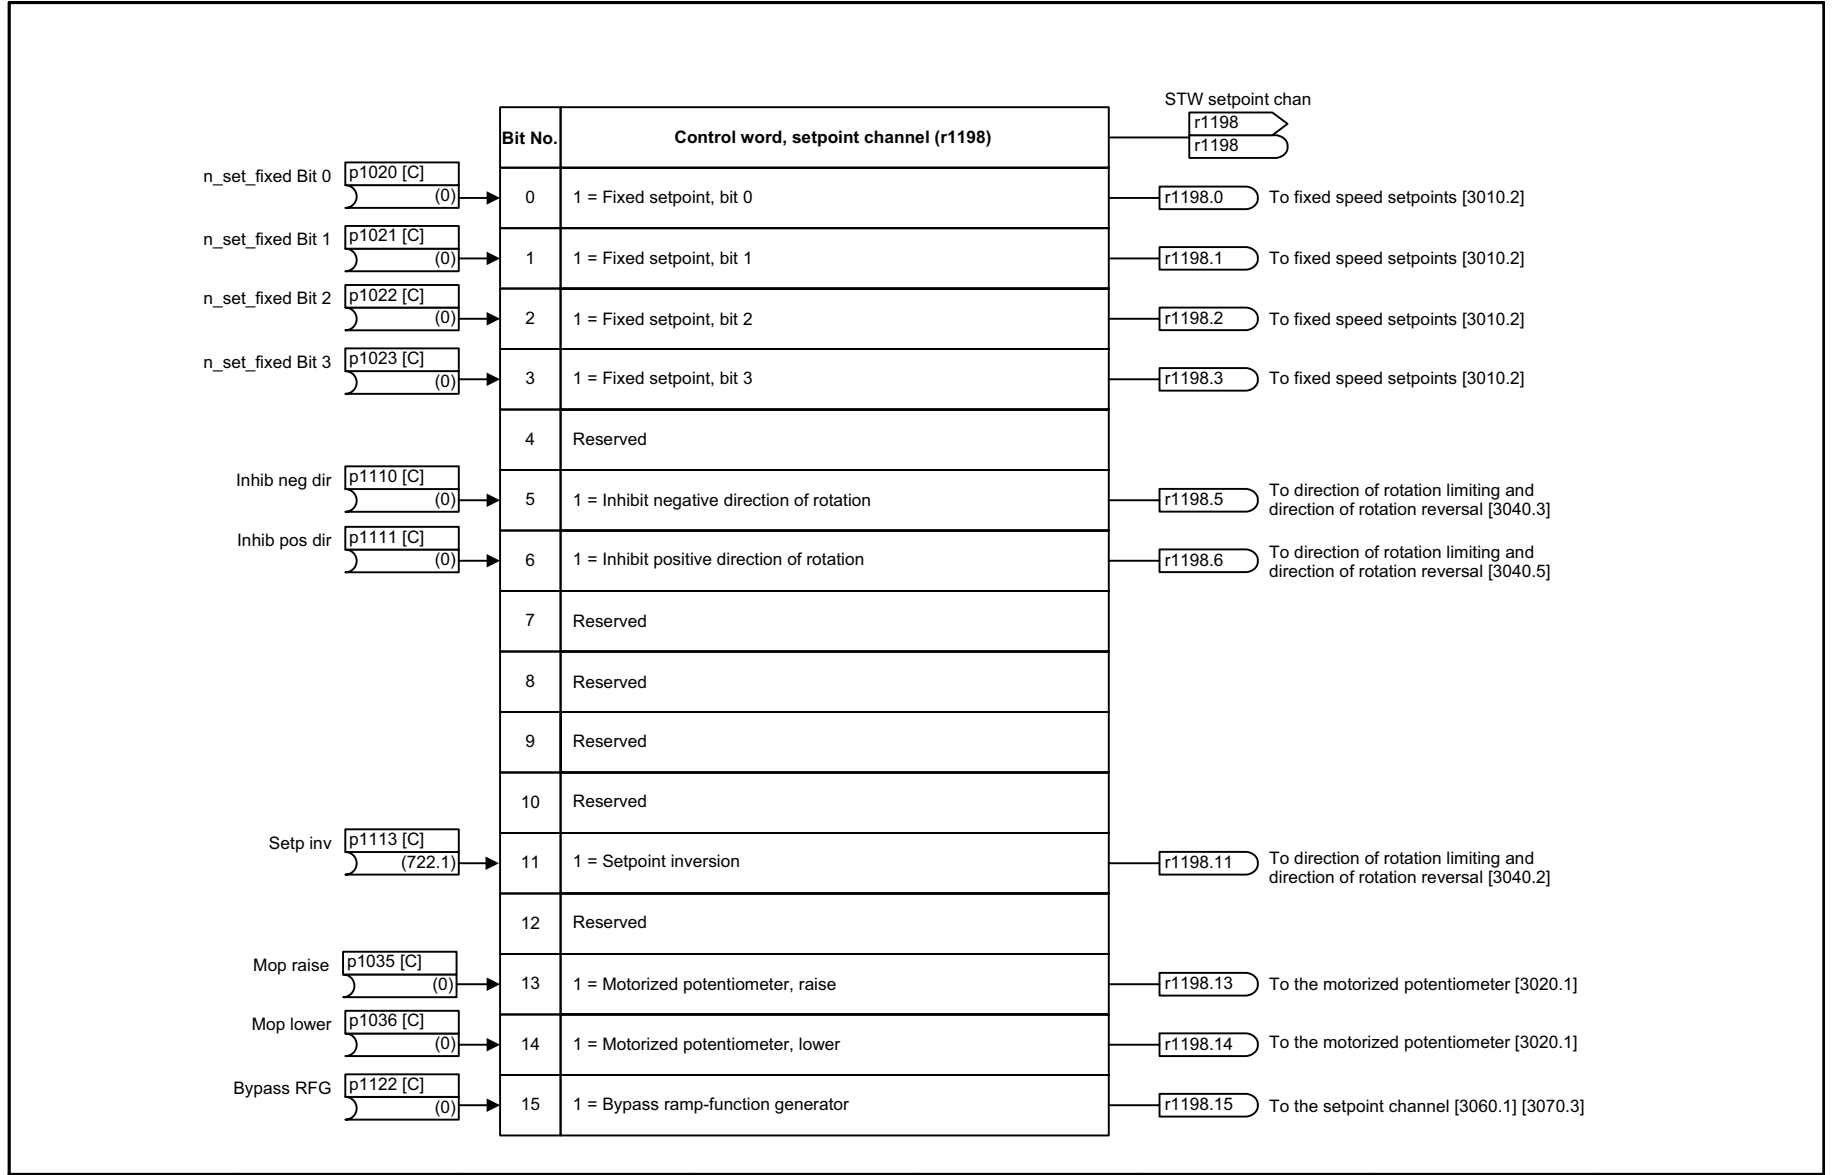 STW setpoint chan
r1198
r1198
Bit No. Control word, setpoint channel (r1198)
n_set_fixed Bit 0 p1020 [C]
(0) 0 1 = Fixed setpoint, bit 0 r1198.0 To fixed speed setpoints [3010.2]
n_set_fixed Bit 1 p1021 [C]
(0) 1 1 = Fixed setpoint, bit 1 r1198.1 To fixed speed setpoints [3010.2]
n_set_fixed Bit 2 p1022 [C]
(0) 2 1 = Fixed setpoint, bit 2 r1198.2 To fixed speed setpoints [3010.2]
n_set_fixed Bit 3 p1023 [C]
(0) 3 1 = Fixed setpoint, bit 3 r1198.3 To fixed speed setpoints [3010.2]
4 Reserved
Inhib neg dir p1110 [C]
(0) 5 1 = Inhibit negative direction of rotation r1198.5 To direction of rotation limiting and
direction of rotation reversal [3040.3]
Inhib pos dir p1111 [C]
(0) 6 1 = Inhibit positive direction of rotation r1198.6 To direction of rotation limiting and
direction of rotation reversal [3040.5]
7 Reserved
8 Reserved
9 Reserved
10 Reserved
Setp inv p1113 [C]
(722.1) 11 1 = Setpoint inversion r1198.11 To direction of rotation limiting and
direction of rotation reversal [3040.2]
12 Reserved
Mop raise p1035 [C]
(0) 13 1 = Motorized potentiometer, raise r1198.13 To the motorized potentiometer [3020.1]
Mop lower p1036 [C]
(0) 14 1 = Motorized potentiometer, lower r1198.14 To the motorized potentiometer [3020.1]
Bypass RFG p1122 [C]
(0) 15 1 = Bypass ramp-function generator r1198.15 To the setpoint channel [3060.1] [3070.3]